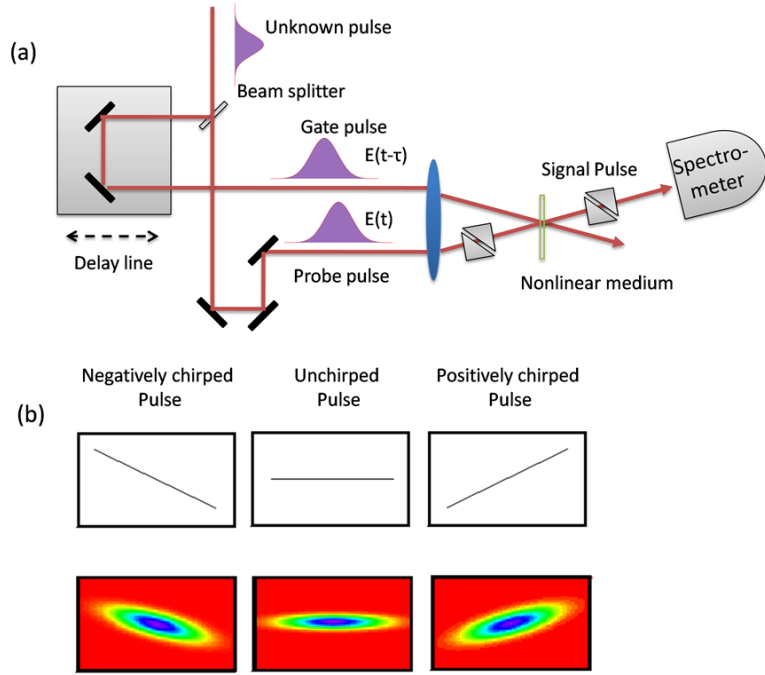 (a)
Unknown pulse
Beam splitter
Gate pulse
E(t-τ)
Signal Pulse
Spectro-
meter
E(t)
Delay line
Probe pulse
Nonlinear medium
(b)
Negatively chirped
Pulse
Unchirped
Pulse
Positively chirped
Pulse